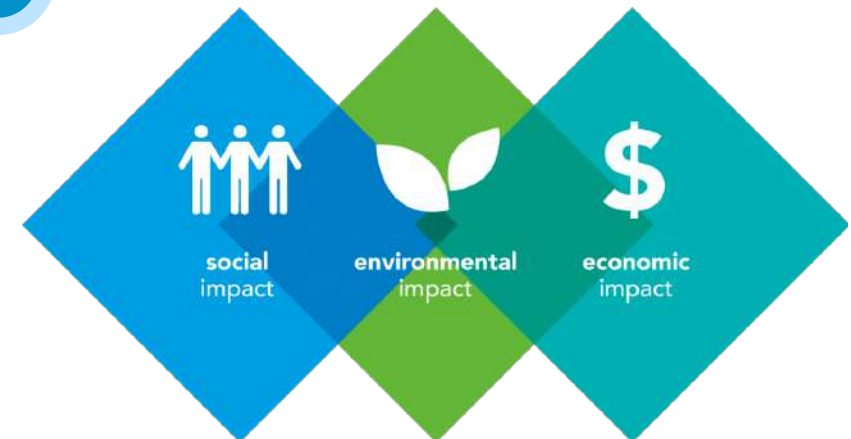 $
social
impact
environmental
impact
economic
impact